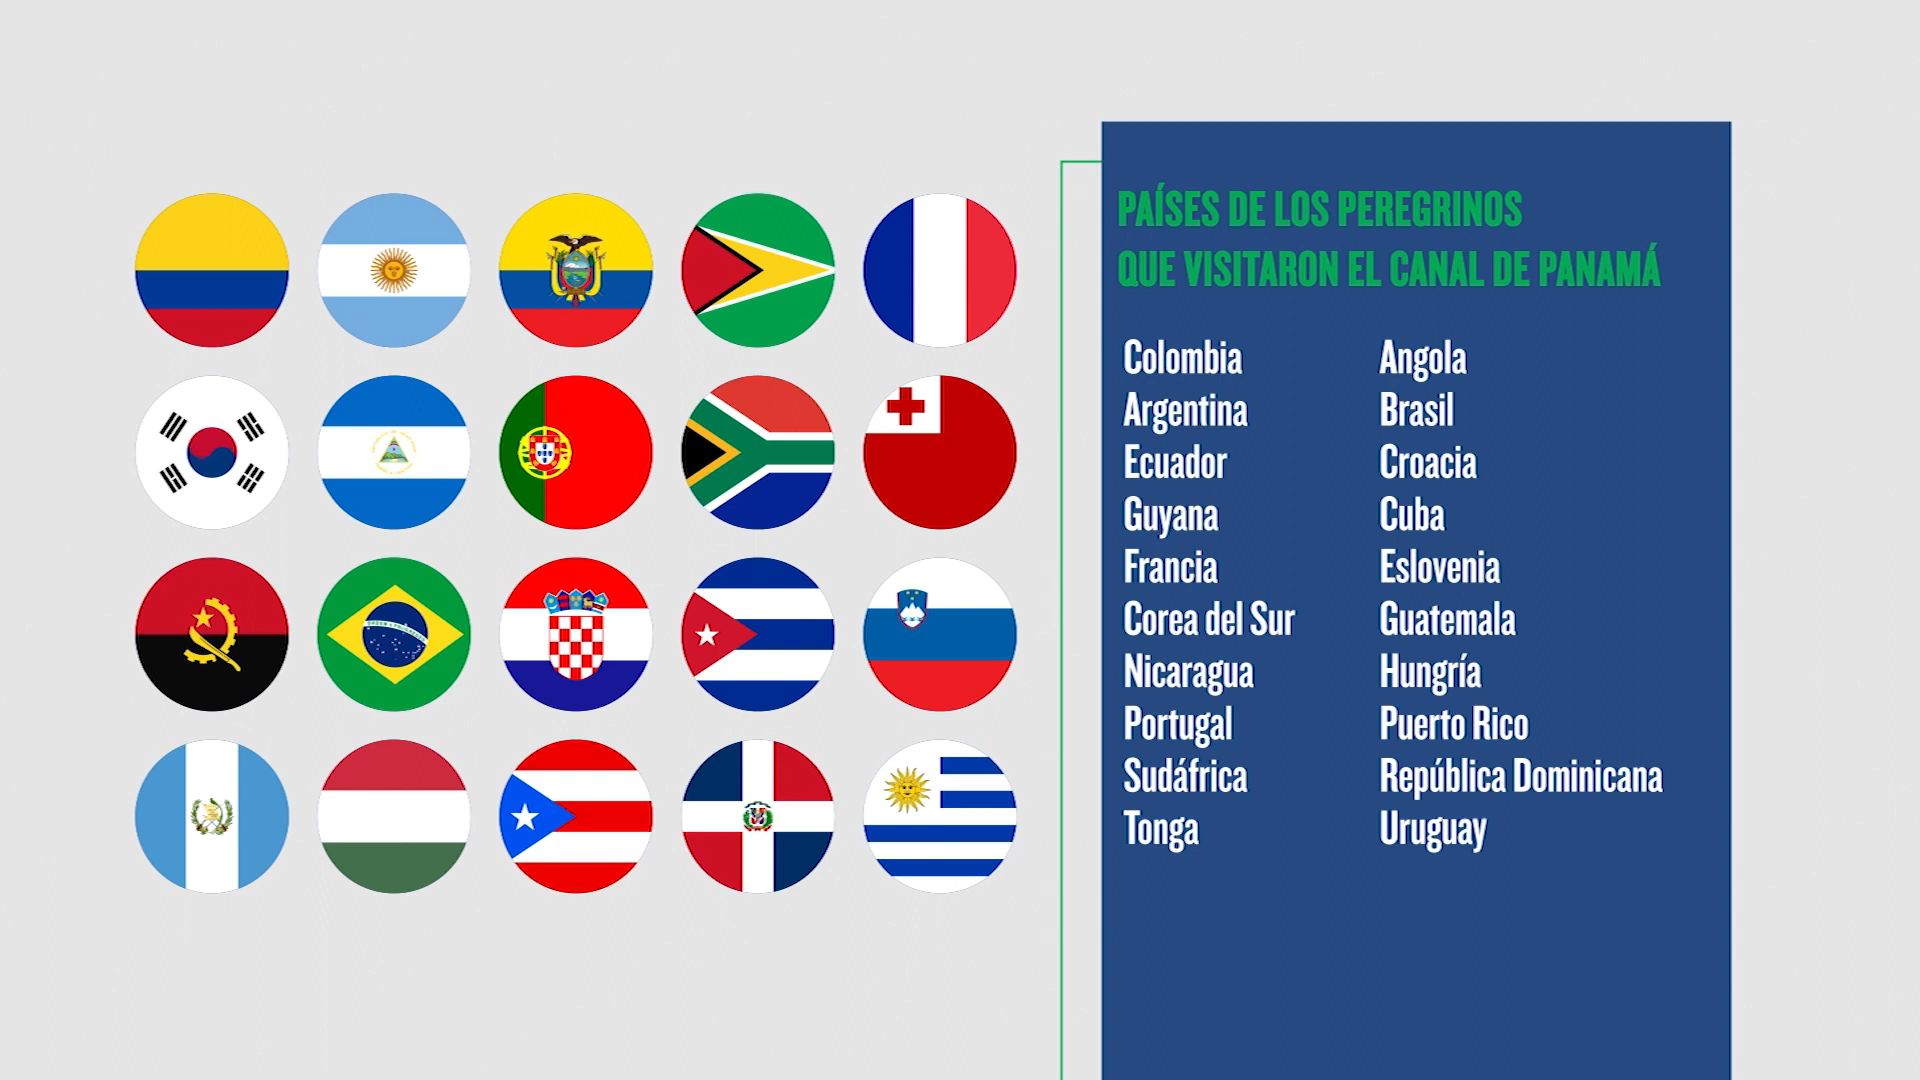 PAÍSES DE LOS PEREGRINOS
QUE VISITARON EL CANAL DE PANAMÁ
Colombia
Argentina
Ecuador
Guyana
Francia
Corea del Sur
Nicaragua
Portugal
Sudáfrica
Tonga
Angola
Brasil
Croacia
Cuba
Eslovenia
Guatemala
Hungría
Puerto Rico
República Dominicana
Uruguay